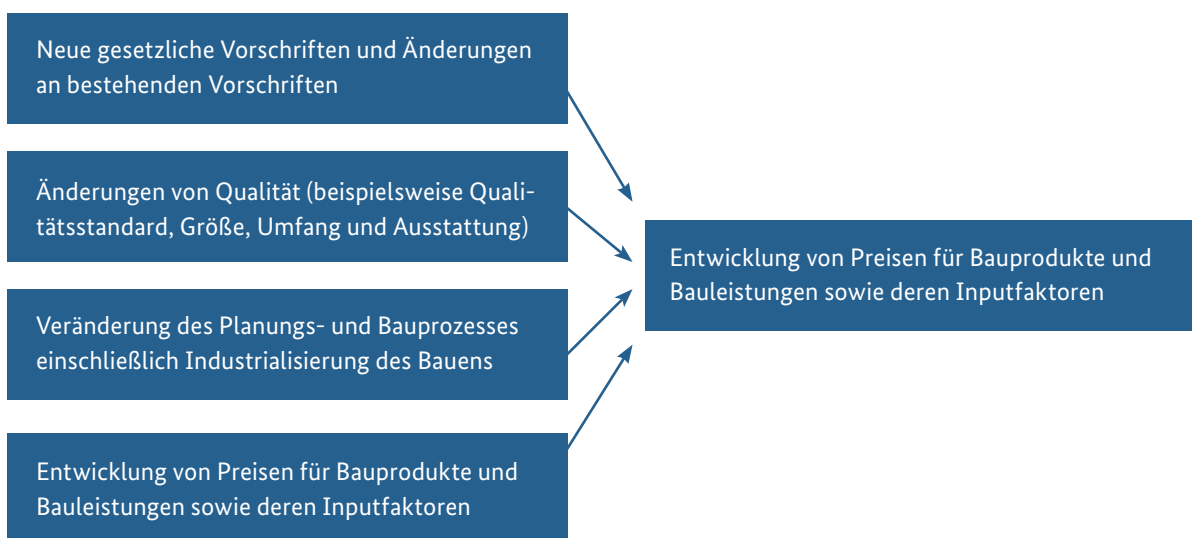 Neue gesetzliche Vorschriften und Änderungen
an bestehenden Vorschriften
Änderungen von Qualität (beispielsweise Quali-
tätsstandard, Größe, Umfang und Ausstattung)
Veränderung des Planungs- und Bauprozesses
einschließlich Industrialisierung des Bauens
Entwicklung von Preisen für Bauprodukte und
Bauleistungen sowie deren Inputfaktoren
Entwicklung von Preisen für Bauprodukte und
Bauleistungen sowie deren Inputfaktoren